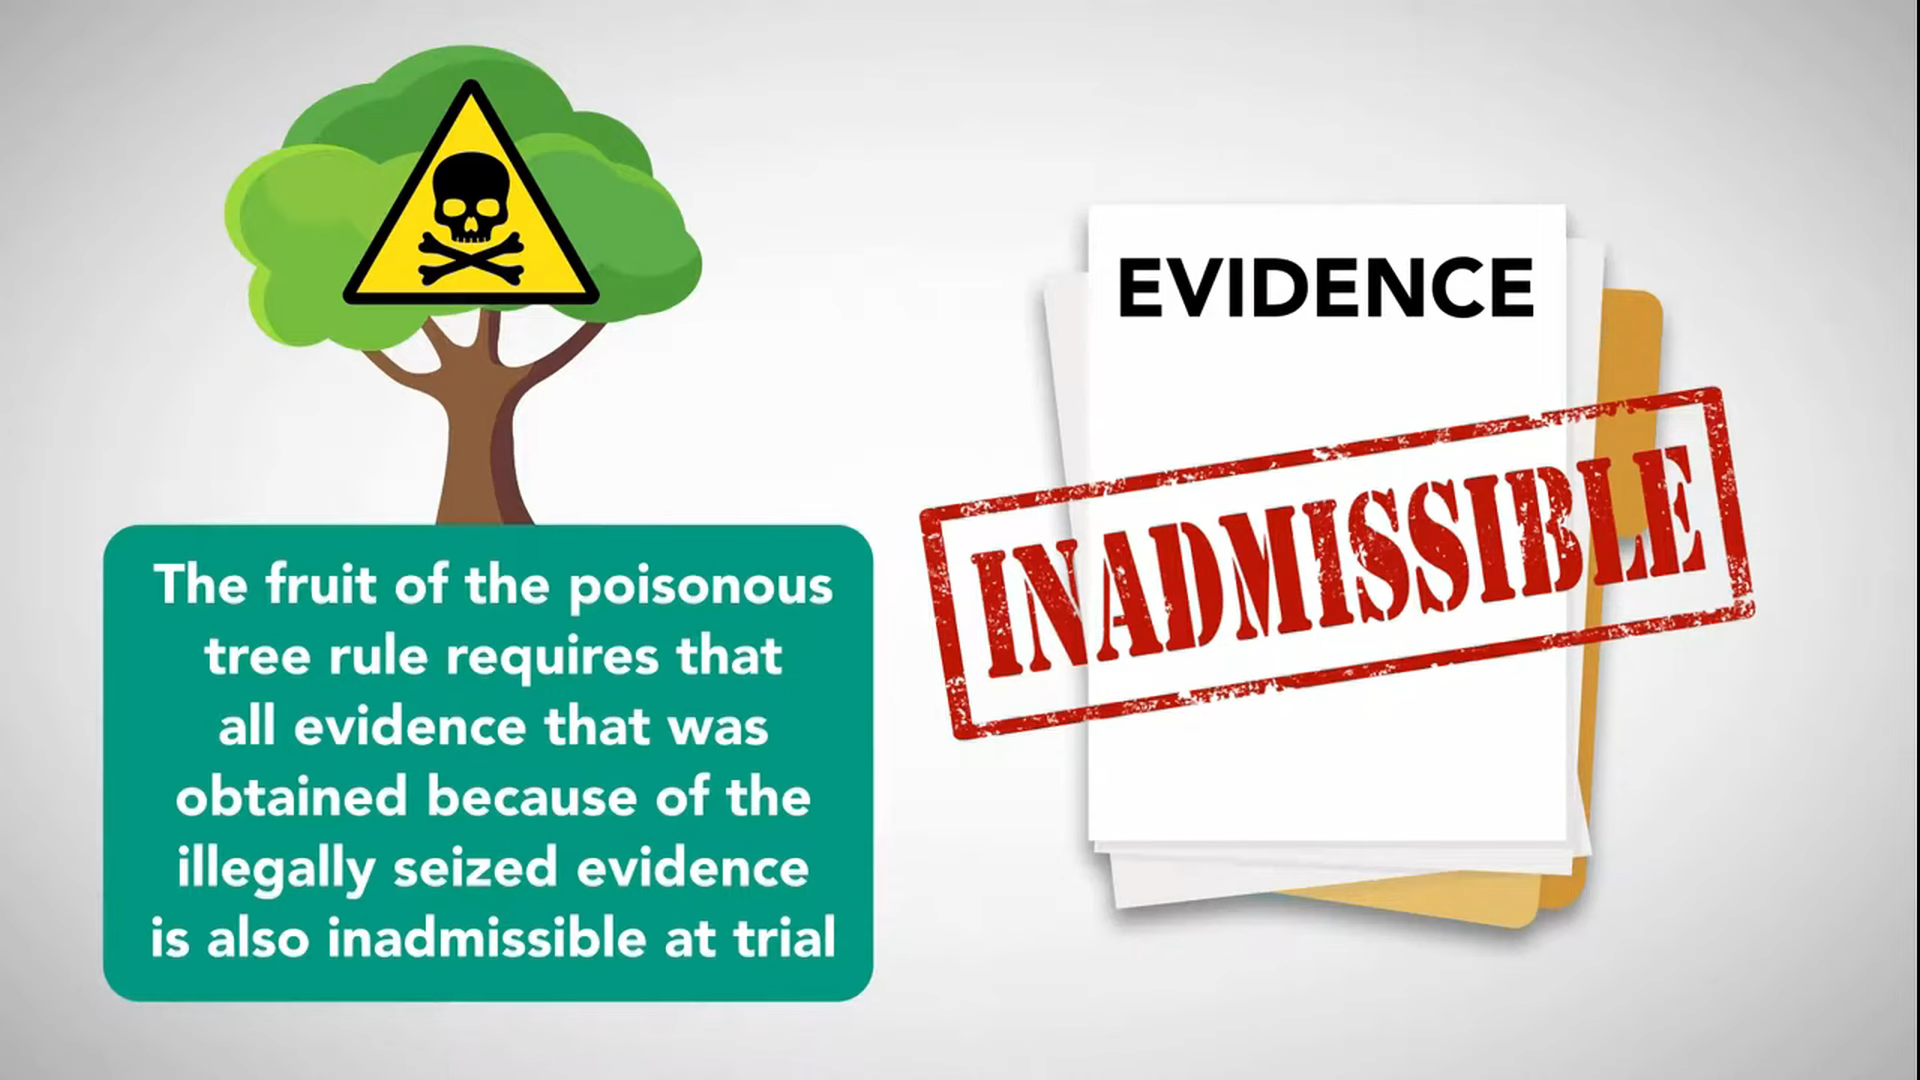 The fruit of the poisonous
tree rule requires that
all evidence that was
obtained because of the
illegally seized evidence
is also inadmissible at trial
EVIDENCE
INADMISSIBLE